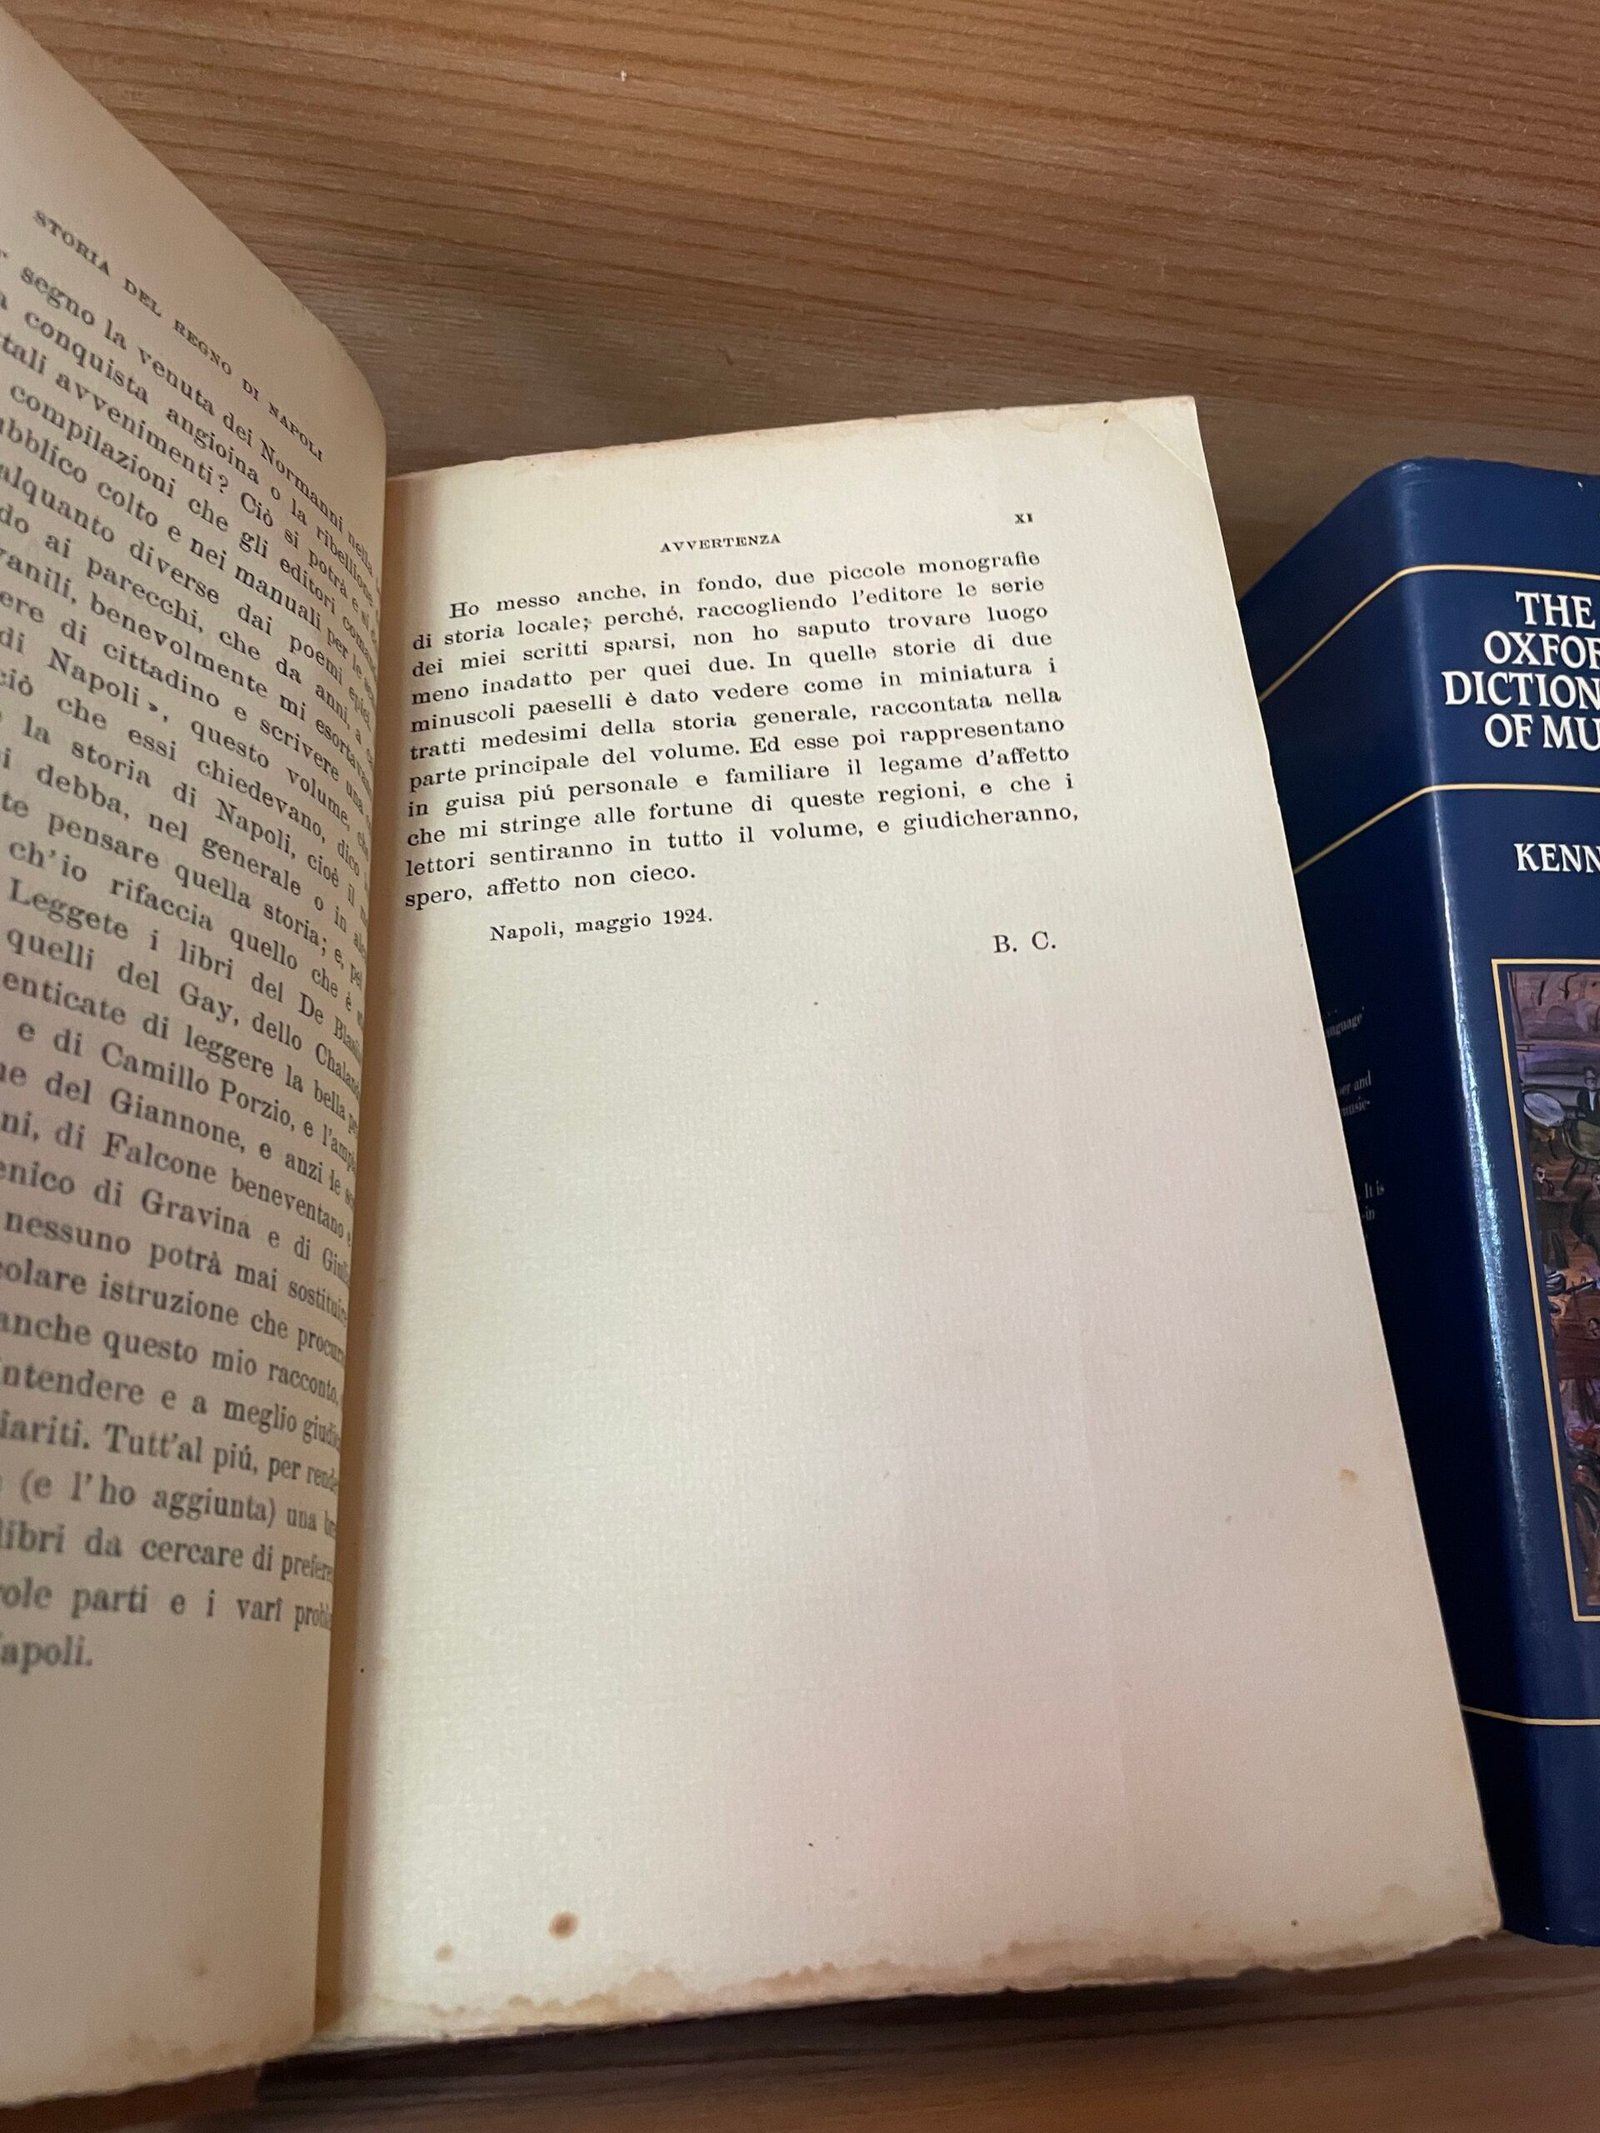 STORIA DEL REGNO DI NAPOLI
segno la venuta dei Normanni nella
conquista angioina o la ribellione
tali avvenimenti? Ciò si potrà e si
compilazioni che gli editori
colto e nei manuali per le
alquanto diverse dai poemi
ai parecchi, che da anni, a
benevolmente mi esortavano
di cittadino e scrivere una
di Napoli », questo volume, che
ciò che essi chiedevano, dico
la storia di Napoli, cioè il
debba, nel generale o in
pensare quella storia; e, per
ch'io rifaccia quello che è
Leggete i libri del De
quelli del Gay, dello
di leggere la bella
e di Camillo Porzio, e
del Giannone, e anzi le
di Falcone beneventano
di Gravina e di
nessuno potrà mai
istruzione che
anche questo mio racconto,
intendere e a meglio
Tutt'al piú, per
(e l'ho aggiunta) una
libri da cercare di
parti e i varî
AVVERTENZA
XI
Ho messo anche, in fondo, due piccole monografie
di storia locale; perché, raccogliendo l'editore le serie
dei miei scritti sparsi, non ho saputo trovare luogo
meno inadatto per quei due. In quelle storie di due
minuscoli paeselli è dato vedere come in miniatura i
tratti medesimi della storia generale, raccontata nella
parte principale del volume. Ed esse poi rappresentano
in guisa piú personale e familiare il legame d'affetto
che mi stringe alle fortune di queste regioni, e che i
lettori sentiranno in tutto il volume, e giudicheranno,
spero, affetto non cieco.
Napoli, maggio 1924.
B. C.
THE
OXFOR
DICTION
OF MU
KENN
and
It is